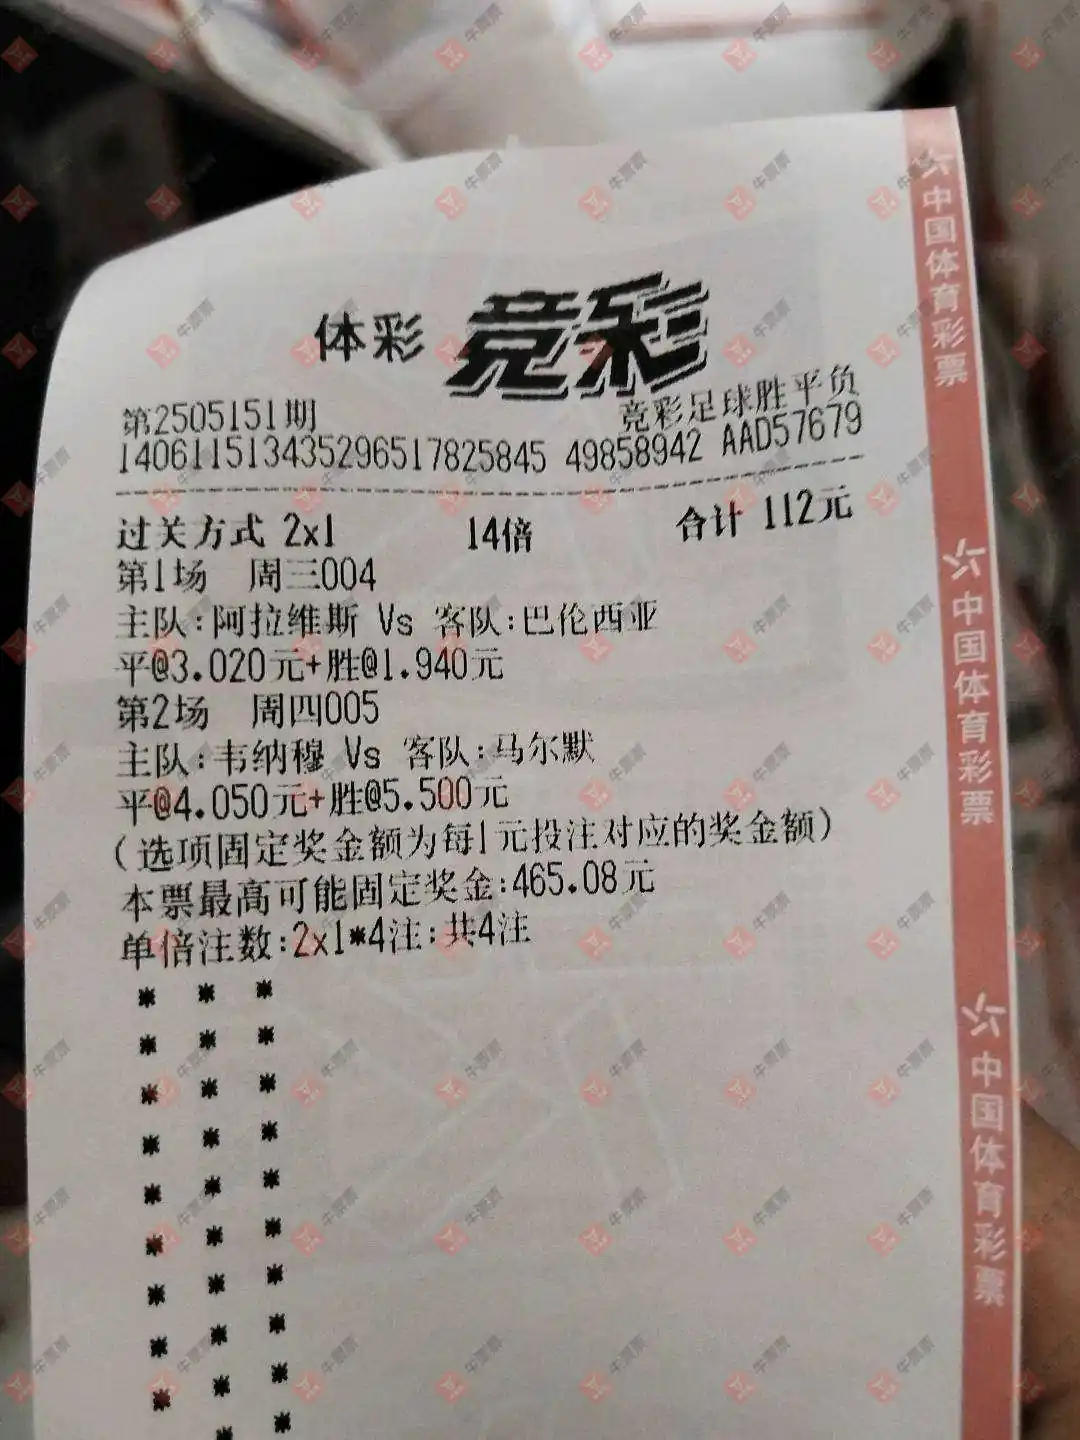 体彩 竞彩
第2505151期 竞彩足球胜平负
140611513435296517825845 49858942 AAD57679
过关方式 2x1 14倍 合计 112元
第1场 周三004
主队:阿拉维斯 Vs 客队:巴伦西亚
平@3.020元+胜@1.940元
第2场 周四005
主队:韦纳穆 Vs 客队:马尔默
平@4.050元+胜@5.500元
(选项固定奖金额为每1元投注对应的奖金额)
本票最高可能固定奖金:465.08元
单倍注数:2x1*4注;共4注
中国体育彩票
中国体育彩票
中国体育彩票
牛票票